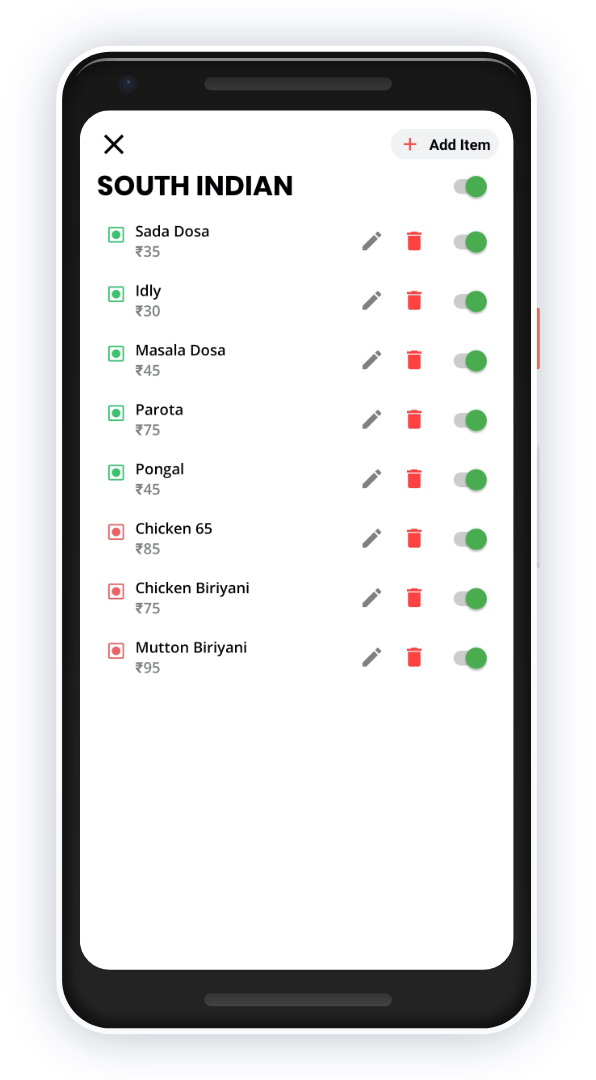 Add Item
SOUTH INDIAN
Sada Dosa
₹35
Idly
₹30
Masala Dosa
₹45
Parota
₹75
Pongal
₹45
Chicken 65
₹85
Chicken Biriyani
₹75
Mutton Biriyani
₹95